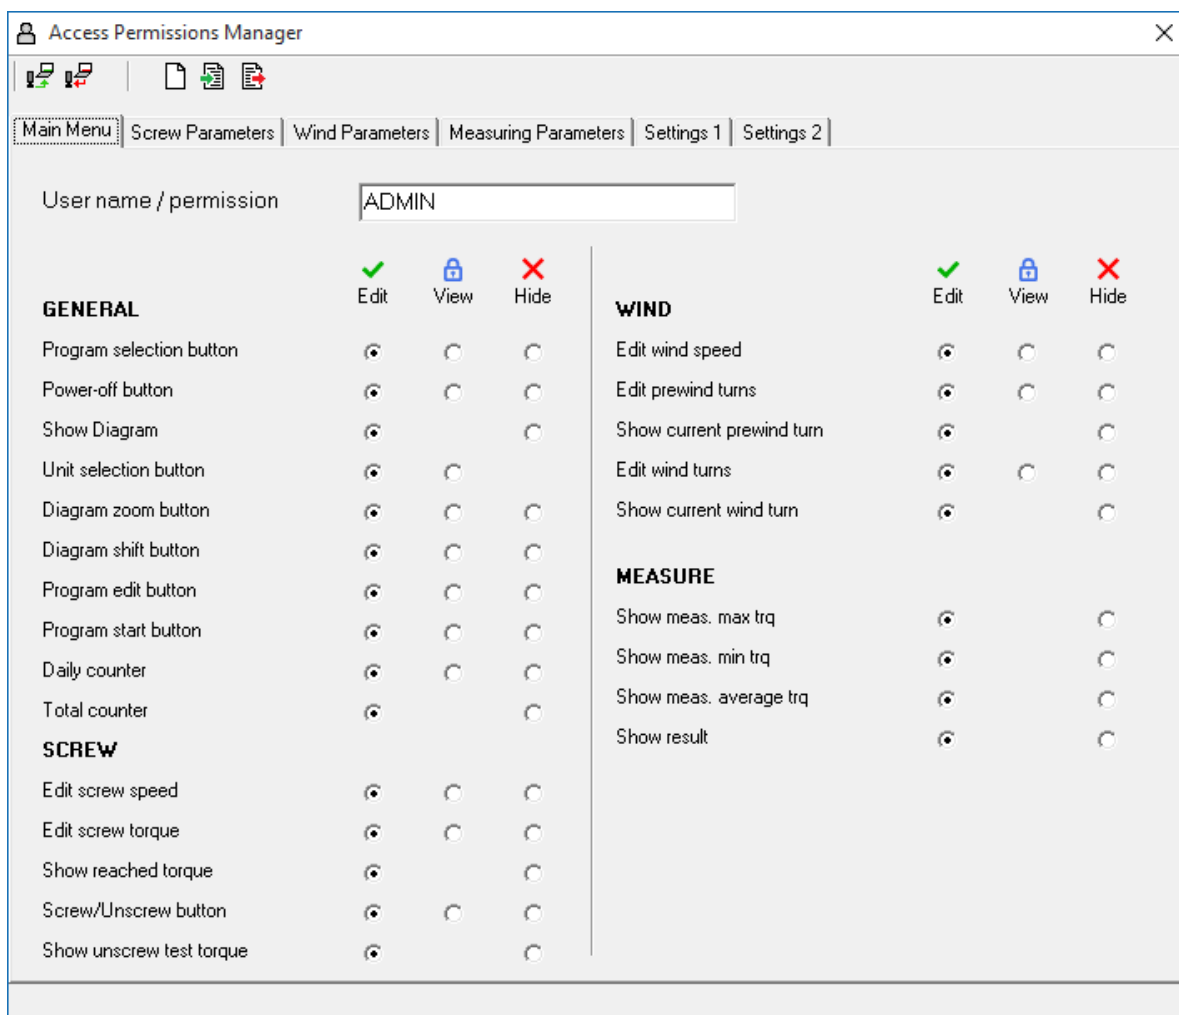 Access Permissions Manager
Main Menu Screw Parameters Wind Parameters Measuring Parameters Settings 1 Settings 2
User name / permission ADMIN
Edit View Hide
GENERAL
Program selection button
Power-off button
Show Diagram
Unit selection button
Diagram zoom button
Diagram shift button
Program edit button
Program start button
Daily counter
Total counter
SCREW
Edit screw speed
Edit screw torque
Show reached torque
Screw/Unscrew button
Show unscrew test torque
Edit View Hide
WIND
Edit wind speed
Edit prewind turns
Show current prewind turn
Edit wind turns
Show current wind turn
MEASURE
Show meas. max trq
Show meas. min trq
Show meas. average trq
Show result